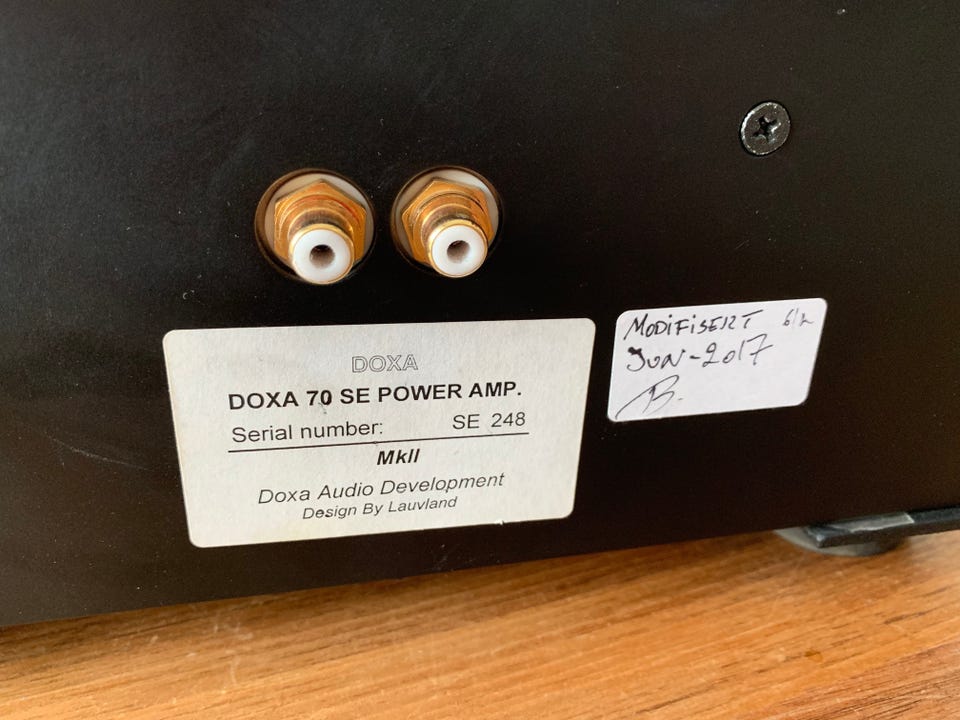 DOXA
DOXA 70 SE POWER AMP.
Serial number: SE 248
MkII
Doxa Audio Development
Design By Lauvland
MODIFISERT
JUN-2017
B.